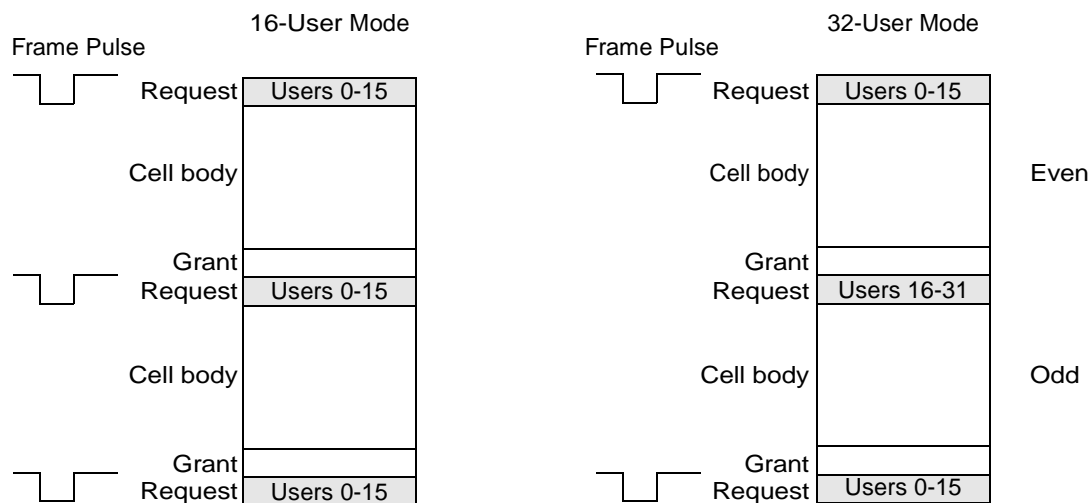 16-User Mode
Frame Pulse
Request Users 0-15
Cell body
Grant
Request Users 0-15
Cell body
Grant
Request Users 0-15
32-User Mode
Frame Pulse
Request Users 0-15
Cell body Even
Grant
Request Users 16-31
Cell body Odd
Grant
Request Users 0-15